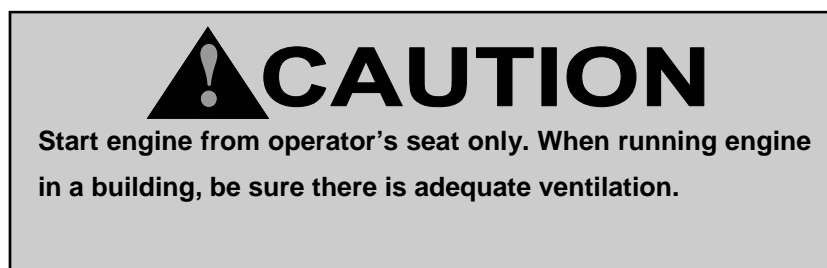 CAUTION
Start engine from operator's seat only. When running engine
in a building, be sure there is adequate ventilation.